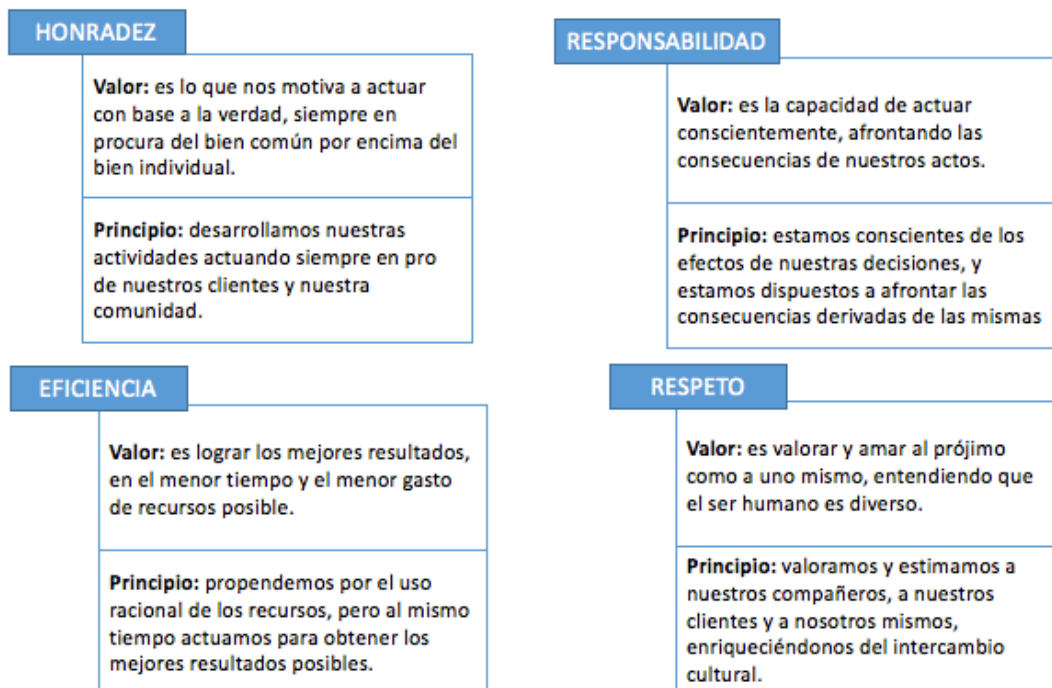 HONRADEZ
Valor: es lo que nos motiva a actuar
con base a la verdad, siempre en
procura del bien común por encima del
bien individual.
Principio: desarrollamos nuestras
actividades actuando siempre en pro
de nuestros clientes y nuestra
comunidad.
RESPONSABILIDAD
Valor: es la capacidad de actuar
conscientemente, afrontando las
consecuencias de nuestros actos.
Principio: estamos conscientes de los
efectos de nuestras decisiones, y
estamos dispuestos a afrontar las
consecuencias derivadas de las mismas
EFICIENCIA
Valor: es lograr los mejores resultados,
en el menor tiempo y el menor gasto
de recursos posible.
Principio: propendemos por el uso
racional de los recursos, pero al mismo
tiempo actuamos para obtener los
mejores resultados posibles.
RESPETO
Valor: es valorar y amar al prójimo
como a uno mismo, entendiendo que
el ser humano es diverso.
Principio: valoramos y estimamos a
nuestros compañeros, a nuestros
clientes y a nosotros mismos,
enriqueciéndonos del intercambio
cultural.